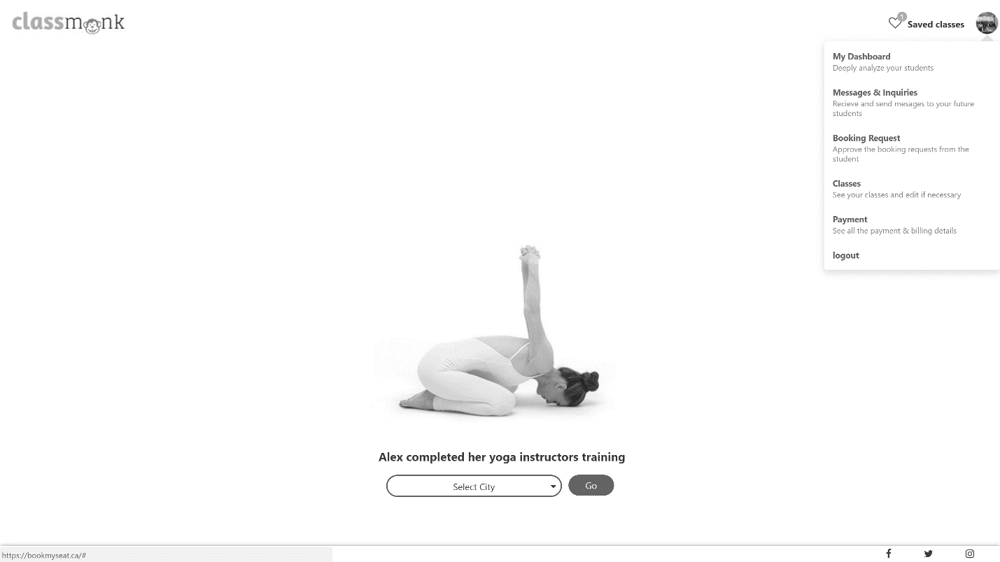 classmonk
1
Saved classes
My Dashboard
Deeply analyze your students
Messages & Inquiries
Recieve and send mesages to your future
students
Booking Request
Approve the booking requests from the
student
Classes
See your classes and edit if necessary
Payment
See all the payment & billing details
logout
Alex completed her yoga instructors training
Select City
Go
https://bookmyseat.ca/#